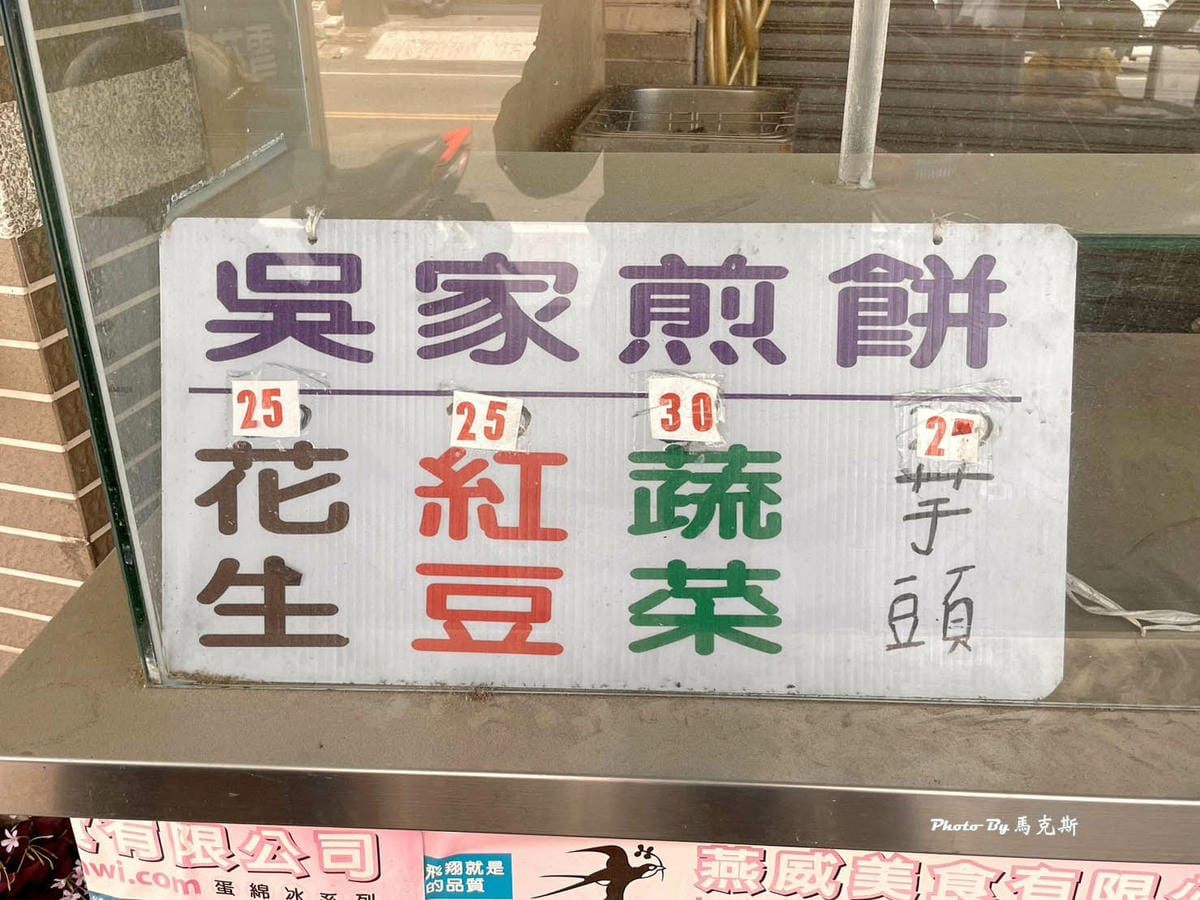 吳家煎餅
25 25 30
花生 紅豆 蔬菜 芋頭
Photo By 馬克斯
有限公司
wi.com 蛋綿冰系列
飛翔就是
的品質
燕威美食有限公